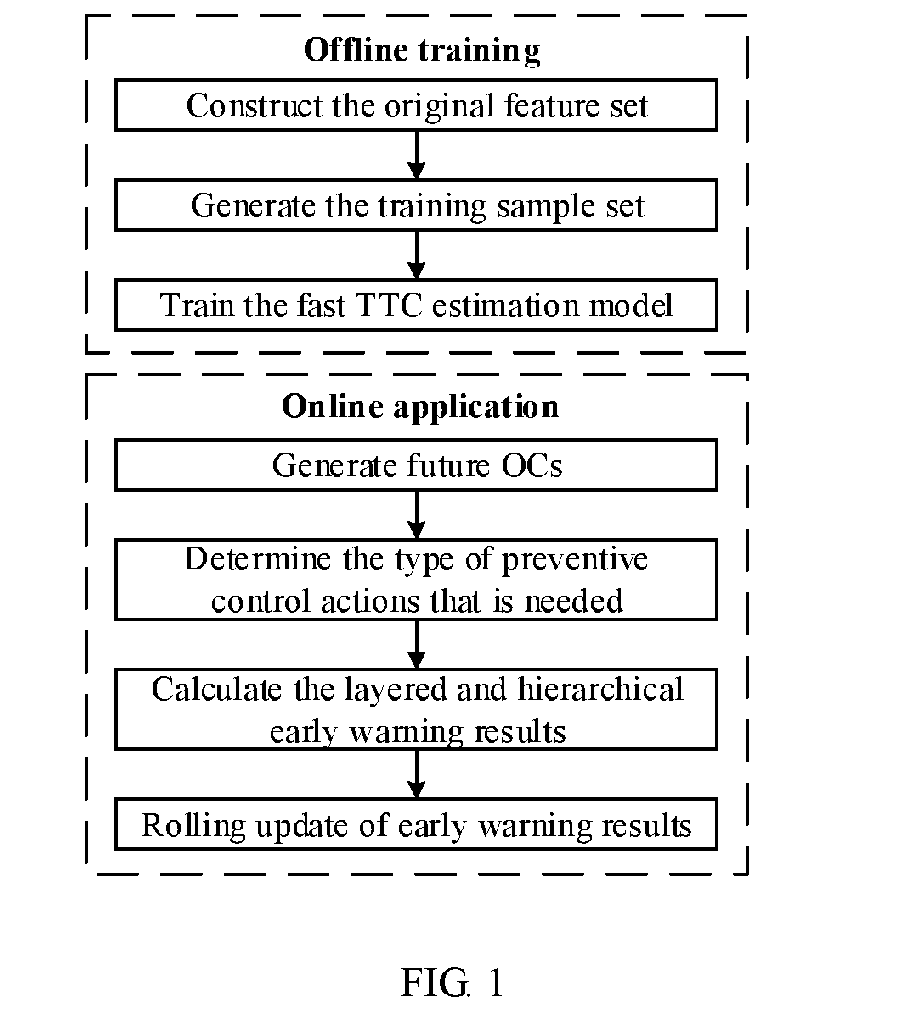 Offline training
Construct the original feature set
Generate the training sample set
Train the fast TTC estimation model
Online application
Generate future OCs
Determine the type of preventive
control actions that is needed
Calculate the layered and hierarchical
early warning results
Rolling update of early warning results
FIG. 1